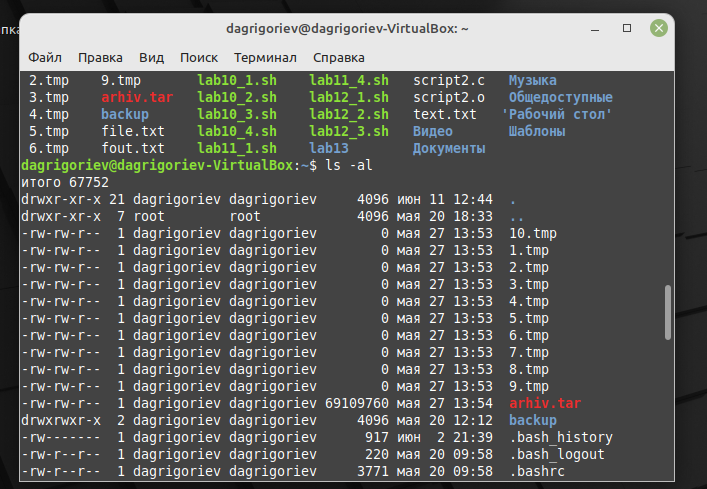 пка
dagrigoriev@dagrigoriev-VirtualBox: ~
Файл Правка Вид Поиск Терминал Справка
2.tmp 9.tmp lab10_1.sh lab11_4.sh script2.c Музыка
3.tmp arhiv.tar lab10_2.sh lab12_1.sh script2.o Общедоступные
4.tmp backup lab10_3.sh lab12_2.sh text.txt 'Рабочий стол'
5.tmp file.txt lab10_4.sh lab12_3.sh Видео Шаблоны
6.tmp fout.txt lab11_1.sh lab13 Документы
dagrigoriev@dagrigoriev-VirtualBox:~$ ls -al
итого 67752
drwxr-xr-x 21 dagrigoriev dagrigoriev 4096 июн 11 12:44 .
drwxr-xr-x 7 root root 4096 мая 20 18:33 ..
-rw-rw-r-- 1 dagrigoriev dagrigoriev 0 мая 27 13:53 10.tmp
-rw-rw-r-- 1 dagrigoriev dagrigoriev 0 мая 27 13:53 1.tmp
-rw-rw-r-- 1 dagrigoriev dagrigoriev 0 мая 27 13:53 2.tmp
-rw-rw-r-- 1 dagrigoriev dagrigoriev 0 мая 27 13:53 3.tmp
-rw-rw-r-- 1 dagrigoriev dagrigoriev 0 мая 27 13:53 4.tmp
-rw-rw-r-- 1 dagrigoriev dagrigoriev 0 мая 27 13:53 5.tmp
-rw-rw-r-- 1 dagrigoriev dagrigoriev 0 мая 27 13:53 6.tmp
-rw-rw-r-- 1 dagrigoriev dagrigoriev 0 мая 27 13:53 7.tmp
-rw-rw-r-- 1 dagrigoriev dagrigoriev 0 мая 27 13:53 8.tmp
-rw-rw-r-- 1 dagrigoriev dagrigoriev 0 мая 27 13:53 9.tmp
-rw-rw-r-- 1 dagrigoriev dagrigoriev 69109760 мая 27 13:54 arhiv.tar
drwxrwxr-x 2 dagrigoriev dagrigoriev 4096 мая 20 12:12 backup
-rw------- 1 dagrigoriev dagrigoriev 917 июн 2 21:39 .bash_history
-rw-r--r-- 1 dagrigoriev dagrigoriev 220 мая 20 09:58 .bash_logout
-rw-r--r-- 1 dagrigoriev dagrigoriev 3771 мая 20 09:58 .bashrc